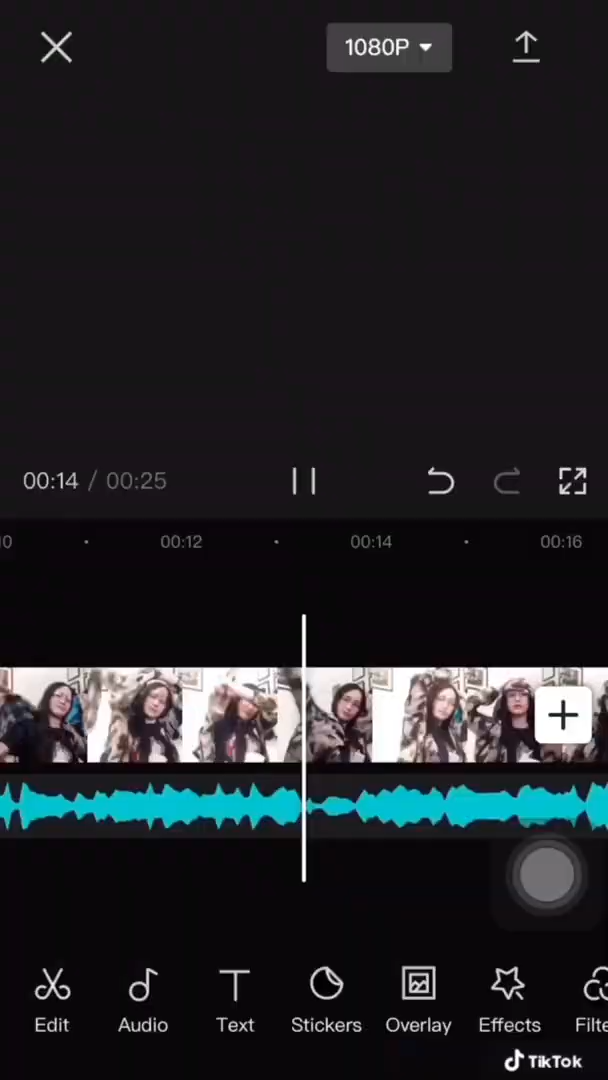 1080P
00:14 / 00:25
00:12
00:14
00:16
Edit
Audio
Text
Stickers
Overlay
Effects
TikTok